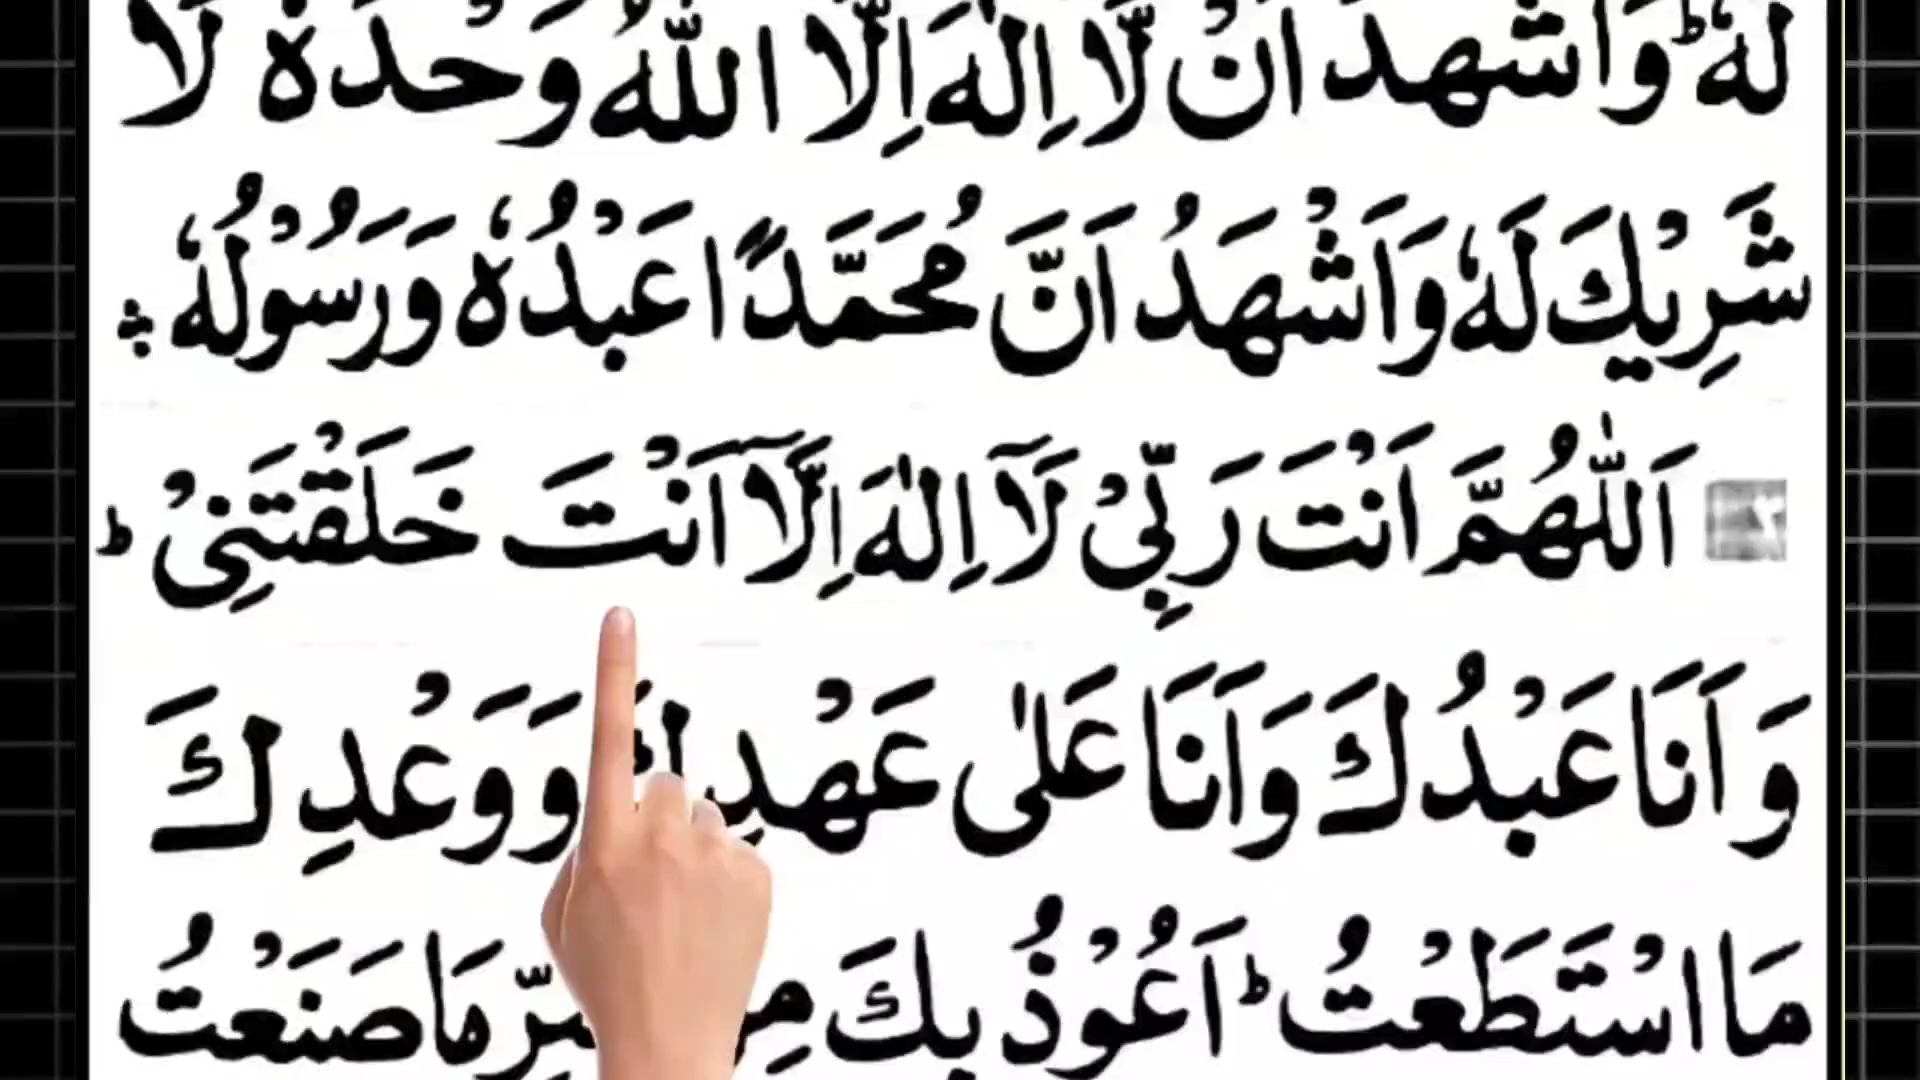 لَهٗ ؕ وَاَشْهَدُ اَنْ لَّا اِلٰهَ اِلَّا اللّٰهُ وَحْدَهٗ لَا
شَرِيْكَ لَهٗ وَاَشْهَدُ اَنَّ مُحَمَّدًا عَبْدُهٗ وَرَسُوْلُهٗ ؞
اَللّٰهُمَّ اَنْتَ رَبِّيْ لَآ اِلٰهَ اِلَّآ اَنْتَ خَلَقْتَنِيْ ؕ
وَ اَنَا عَبْدُكَ وَاَنَا عَلٰى عَهْدِكَ وَوَعْدِكَ
مَا اسْتَطَعْتُ ؕ اَعُوْذُ بِكَ مِنْ شَرِّ مَا صَنَعْتُ